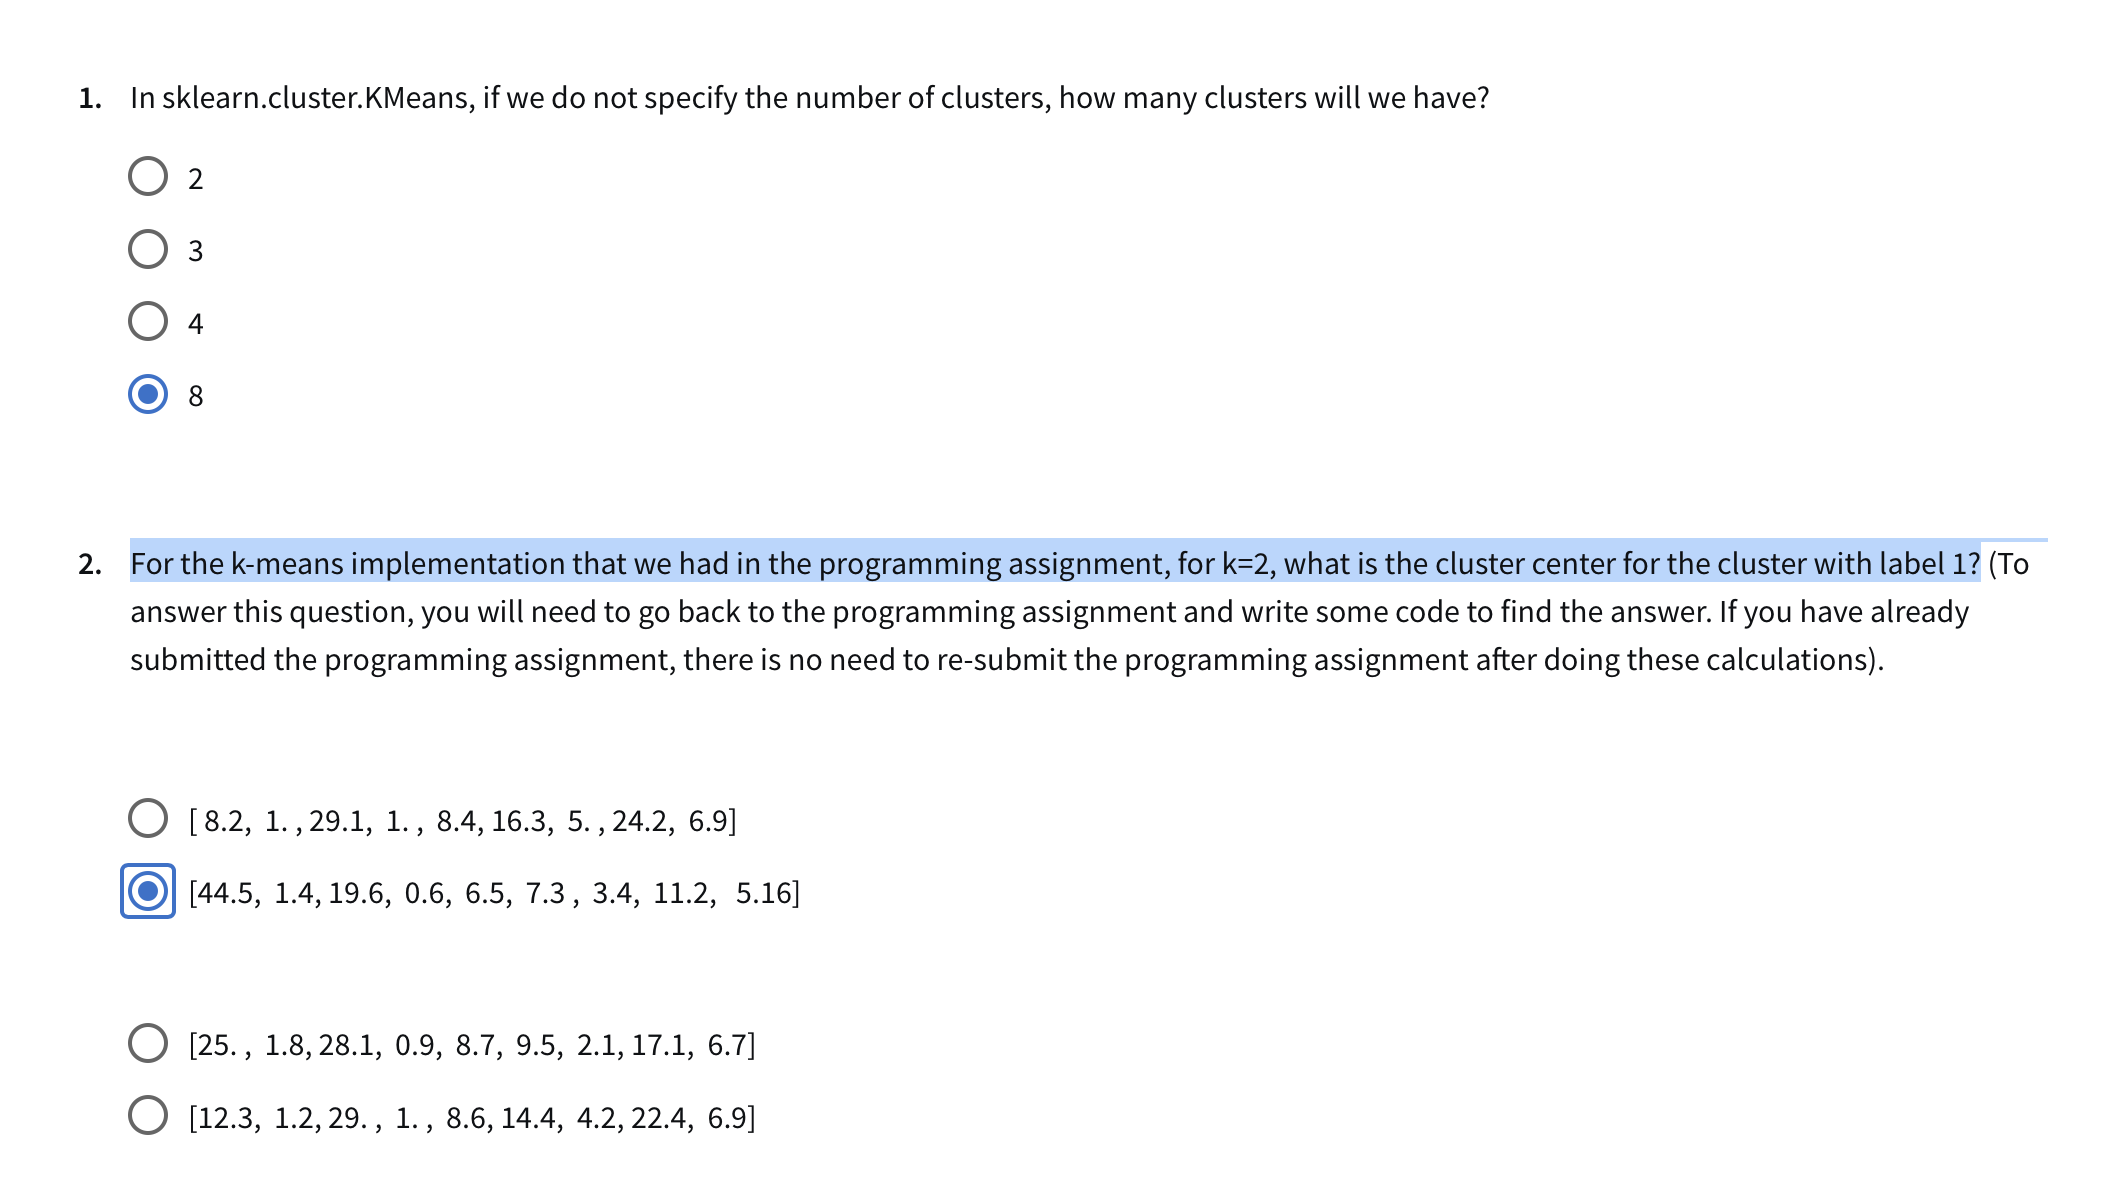 1. In sklearn.cluster.KMeans, if we do not specify the number of clusters, how many clusters will we have?
2
3
4
8
2. For the k-means implementation that we had in the programming assignment, for k=2, what is the cluster center for the cluster with label 1? (To
answer this question, you will need to go back to the programming assignment and write some code to find the answer. If you have already
submitted the programming assignment, there is no need to re-submit the programming assignment after doing these calculations).
[ 8.2, 1. , 29.1, 1. , 8.4, 16.3, 5. , 24.2, 6.9]
[44.5, 1.4, 19.6, 0.6, 6.5, 7.3 , 3.4, 11.2, 5.16]
[25. , 1.8, 28.1, 0.9, 8.7, 9.5, 2.1, 17.1, 6.7]
[12.3, 1.2, 29. , 1. , 8.6, 14.4, 4.2, 22.4, 6.9]